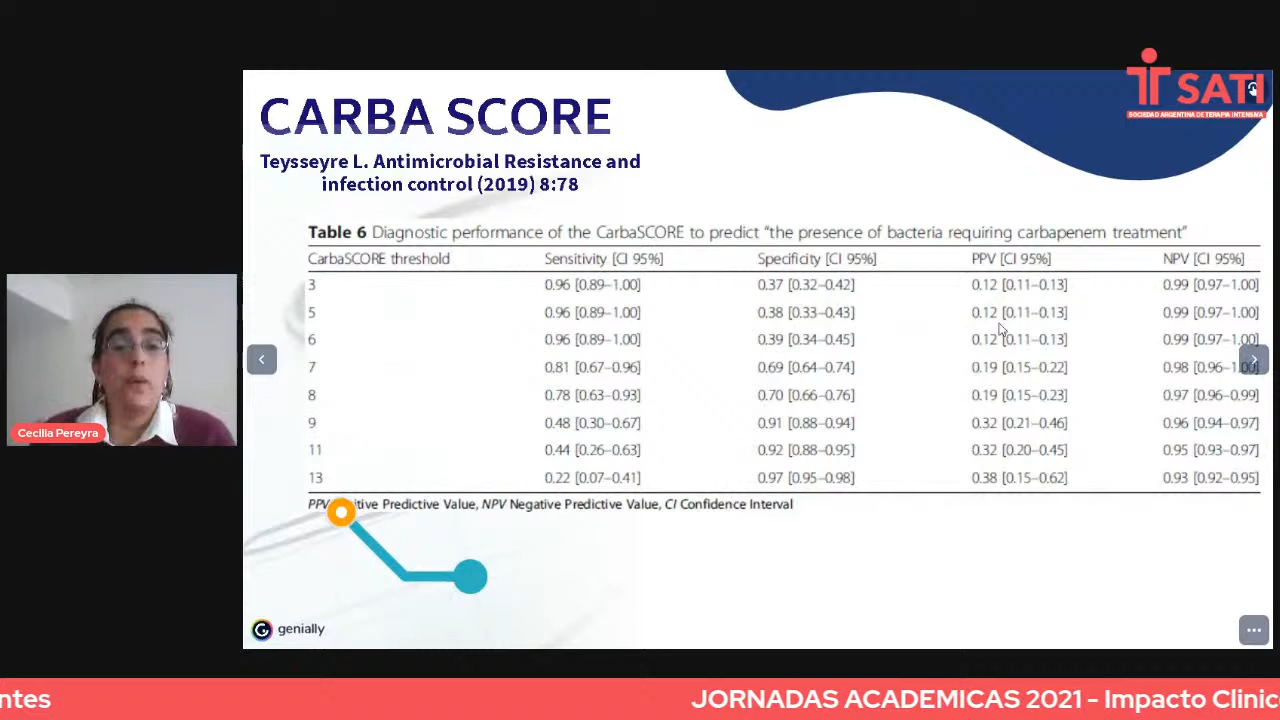 SATI
SOCIEDAD ARGENTINA DE TERAPIA INTENSIVA
CARBA SCORE
Teysseyre L. Antimicrobial Resistance and
infection control (2019) 8:78
Table 6 Diagnostic performance of the CarbaSCORE to predict “the presence of bacteria requiring carbapenem treatment”
CarbaSCORE threshold Sensitivity [CI 95%] Specificity [CI 95%] PPV [CI 95%] NPV [CI 95%]
3 0.96 [0.89–1.00] 0.37 [0.32–0.42] 0.12 [0.11–0.13] 0.99 [0.97–1.00]
5 0.96 [0.89–1.00] 0.38 [0.33–0.43] 0.12 [0.11–0.13] 0.99 [0.97–1.00]
6 0.96 [0.89–1.00] 0.39 [0.34–0.45] 0.12 [0.11–0.13] 0.99 [0.97–1.00]
7 0.81 [0.67–0.96] 0.69 [0.64–0.74] 0.19 [0.15–0.22] 0.98 [0.96–1.00]
8 0.78 [0.63–0.93] 0.70 [0.66–0.76] 0.19 [0.15–0.23] 0.97 [0.96–0.99]
9 0.48 [0.30–0.67] 0.91 [0.88–0.94] 0.32 [0.21–0.46] 0.96 [0.94–0.97]
11 0.44 [0.26–0.63] 0.92 [0.88–0.95] 0.32 [0.20–0.45] 0.95 [0.93–0.97]
13 0.22 [0.07–0.41] 0.97 [0.95–0.98] 0.38 [0.15–0.62] 0.93 [0.92–0.95]
PPV itive Predictive Value, NPV Negative Predictive Value, CI Confidence Interval
Cecilia Pereyra
genially
ntes JORNADAS ACADEMICAS 2021 - Impacto Clinic